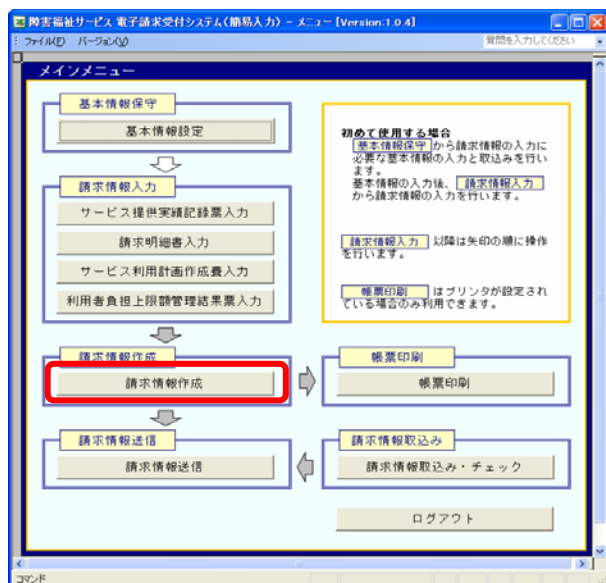 障害福祉サービス 電子請求受付システム(簡易入力) - メニュー [Version:1.0.4]
ファイル(F) バージョン(V)
質問を入力してください
メインメニュー
基本情報保守
基本情報設定
請求情報入力
サービス提供実績記録票入力
請求明細書入力
サービス利用計画作成費入力
利用者負担上限額管理結果票入力
初めて使用する場合
基本情報保守 から請求情報の入力に
必要な基本情報の入力と取込みを行い
ます。
基本情報の入力後、 請求情報入力
から請求情報の入力を行います。
請求情報入力 以降は矢印の順に操作
を行います。
帳票印刷 はプリンタが設定され
ている場合のみ利用できます。
請求情報作成
請求情報作成
帳票印刷
帳票印刷
請求情報送信
請求情報送信
請求情報取込み
請求情報取込み・チェック
ログアウト
コマンド